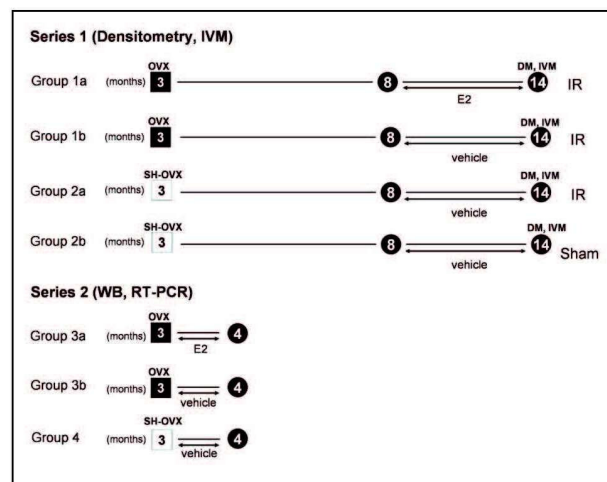 Series 1 (Densitometry, IVM)
OVX DM, IVM
Group 1a (months) 3 8 14 IR
E2
OVX DM, IVM
Group 1b (months) 3 8 14 IR
vehicle
SH-OVX DM, IVM
Group 2a (months) 3 8 14 IR
vehicle
SH-OVX DM, IVM
Group 2b (months) 3 8 14 Sham
vehicle
Series 2 (WB, RT-PCR)
OVX
Group 3a (months) 3 4
E2
OVX
Group 3b (months) 3 4
vehicle
SH-OVX
Group 4 (months) 3 4
vehicle